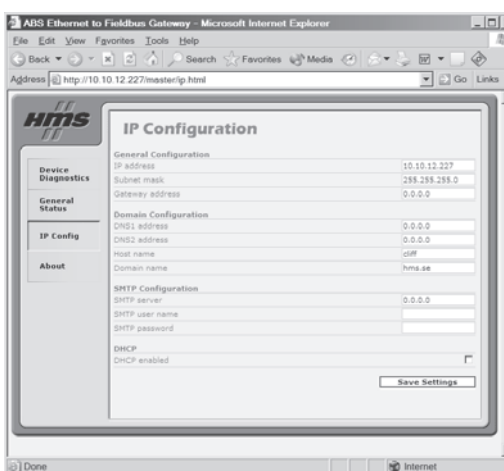 ABS Ethernet to Fieldbus Gateway - Microsoft Internet Explorer
File Edit View Favorites Tools Help
Back Search Favorites Media
Address http://10.10.12.227/master/ip.html Go Links
HMS
IP Configuration
Device
Diagnostics
General
Status
IP Config
About
General Configuration
IP address 10.10.12.227
Subnet mask 255.255.255.0
Gateway address 0.0.0.0
Domain Configuration
DNS1 address 0.0.0.0
DNS2 address 0.0.0.0
Host name cliff
Domain name hms.se
SMTP Configuration
SMTP server 0.0.0.0
SMTP user name
SMTP password
DHCP
DHCP enabled
Save Settings
Done Internet